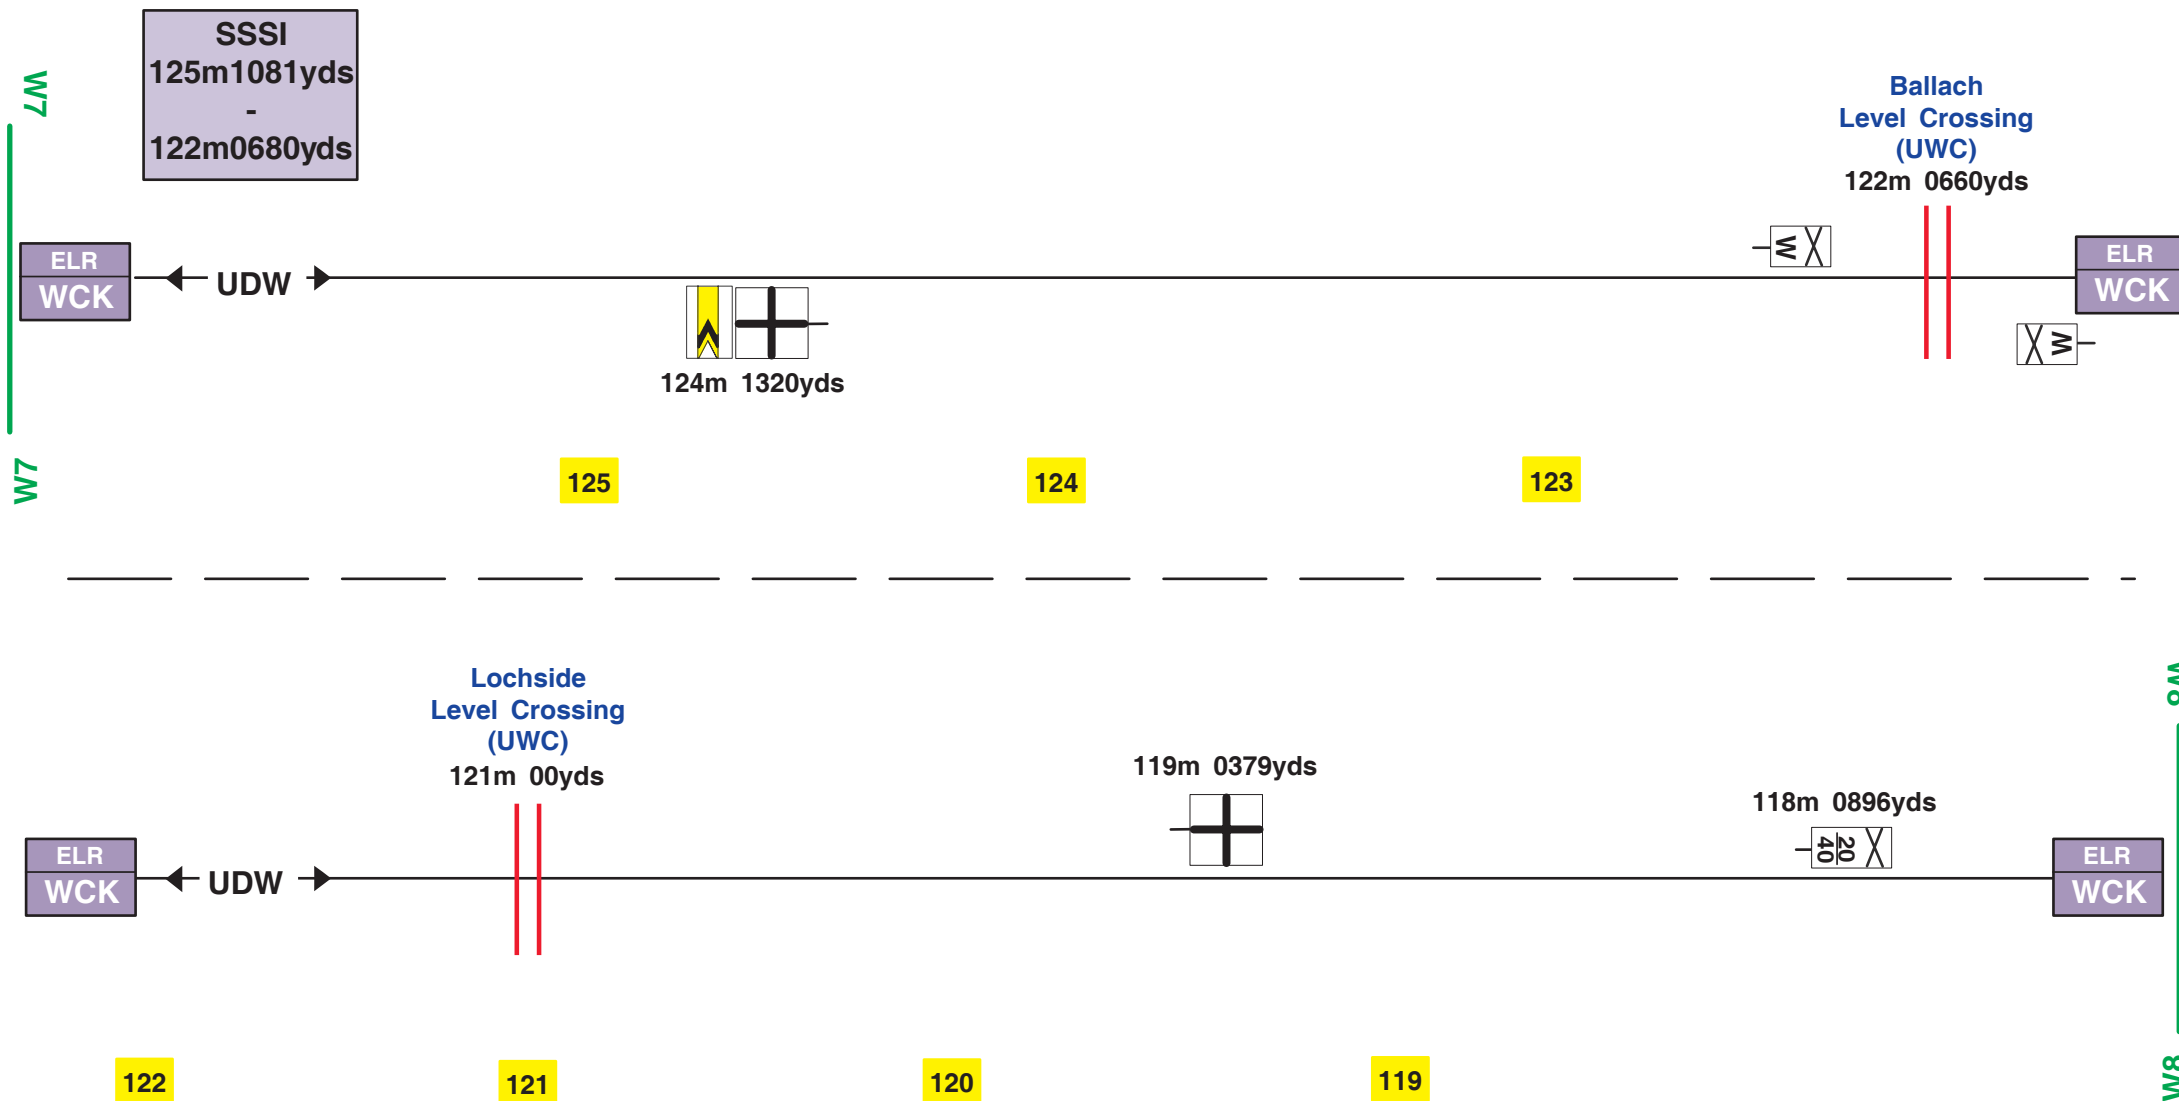 W7
SSSI
125m1081yds
-
122m0680yds
Ballach
Level Crossing
(UWC)
122m 0660yds
W
ELR
WCK
UDW
ELR
WCK
124m 1320yds
W
W7
125
124
123
Lochside
Level Crossing
(UWC)
121m 00yds
W8
119m 0379yds
118m 0896yds
20
40
ELR
WCK
UDW
ELR
WCK
122
121
120
119
W8